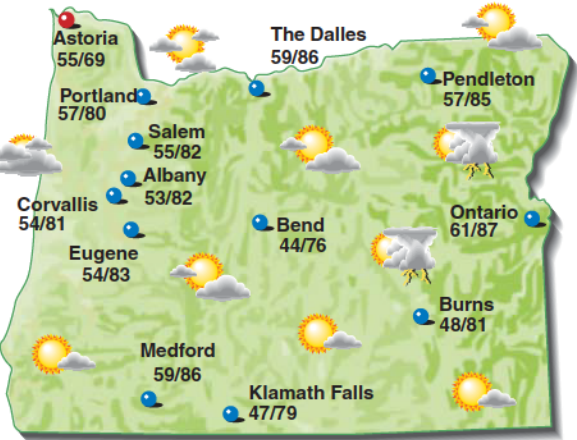 Astoria
55/69
The Dalles
59/86
Pendleton
57/85
Portland
57/80
Salem
55/82
Albany
53/82
Corvallis
54/81
Eugene
54/83
Bend
44/76
Ontario
61/87
Burns
48/81
Medford
59/86
Klamath Falls
47/79